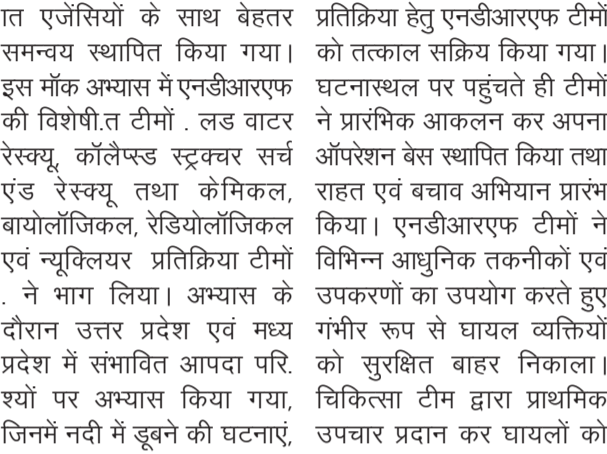 ात एजेंसियों के साथ बेहतर
समन्वय स्थापित किया गया।
इस मॉक अभ्यास में एनडीआरएफ
की विशेषी.त टीमों . लड वाटर
रेस्क्यू, कॉलैप्स्ड स्ट्रक्चर सर्च
एंड रेस्क्यू तथा केमिकल,
बायोलॉजिकल, रेडियोलॉजिकल
एवं न्यूक्लियर प्रतिक्रिया टीमों
. ने भाग लिया। अभ्यास के
दौरान उत्तर प्रदेश एवं मध्य
प्रदेश में संभावित आपदा परि.
श्यों पर अभ्यास किया गया,
जिनमें नदी में डूबने की घटनाएं,
प्रतिक्रिया हेतु एनडीआरएफ टीमों
को तत्काल सक्रिय किया गया।
घटनास्थल पर पहुंचते ही टीमों
ने प्रारंभिक आकलन कर अपना
ऑपरेशन बेस स्थापित किया तथा
राहत एवं बचाव अभियान प्रारंभ
किया। एनडीआरएफ टीमों ने
विभिन्न आधुनिक तकनीकों एवं
उपकरणों का उपयोग करते हुए
गंभीर रूप से घायल व्यक्तियों
को सुरक्षित बाहर निकाला।
चिकित्सा टीम द्वारा प्राथमिक
उपचार प्रदान कर घायलों को